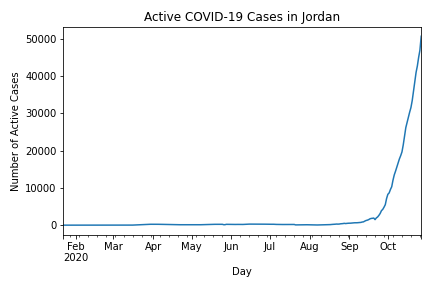 Active COVID-19 Cases in Jordan
Number of Active Cases
50000
40000
30000
20000
10000
0
Feb Mar Apr May Jun Jul Aug Sep Oct
2020
Day